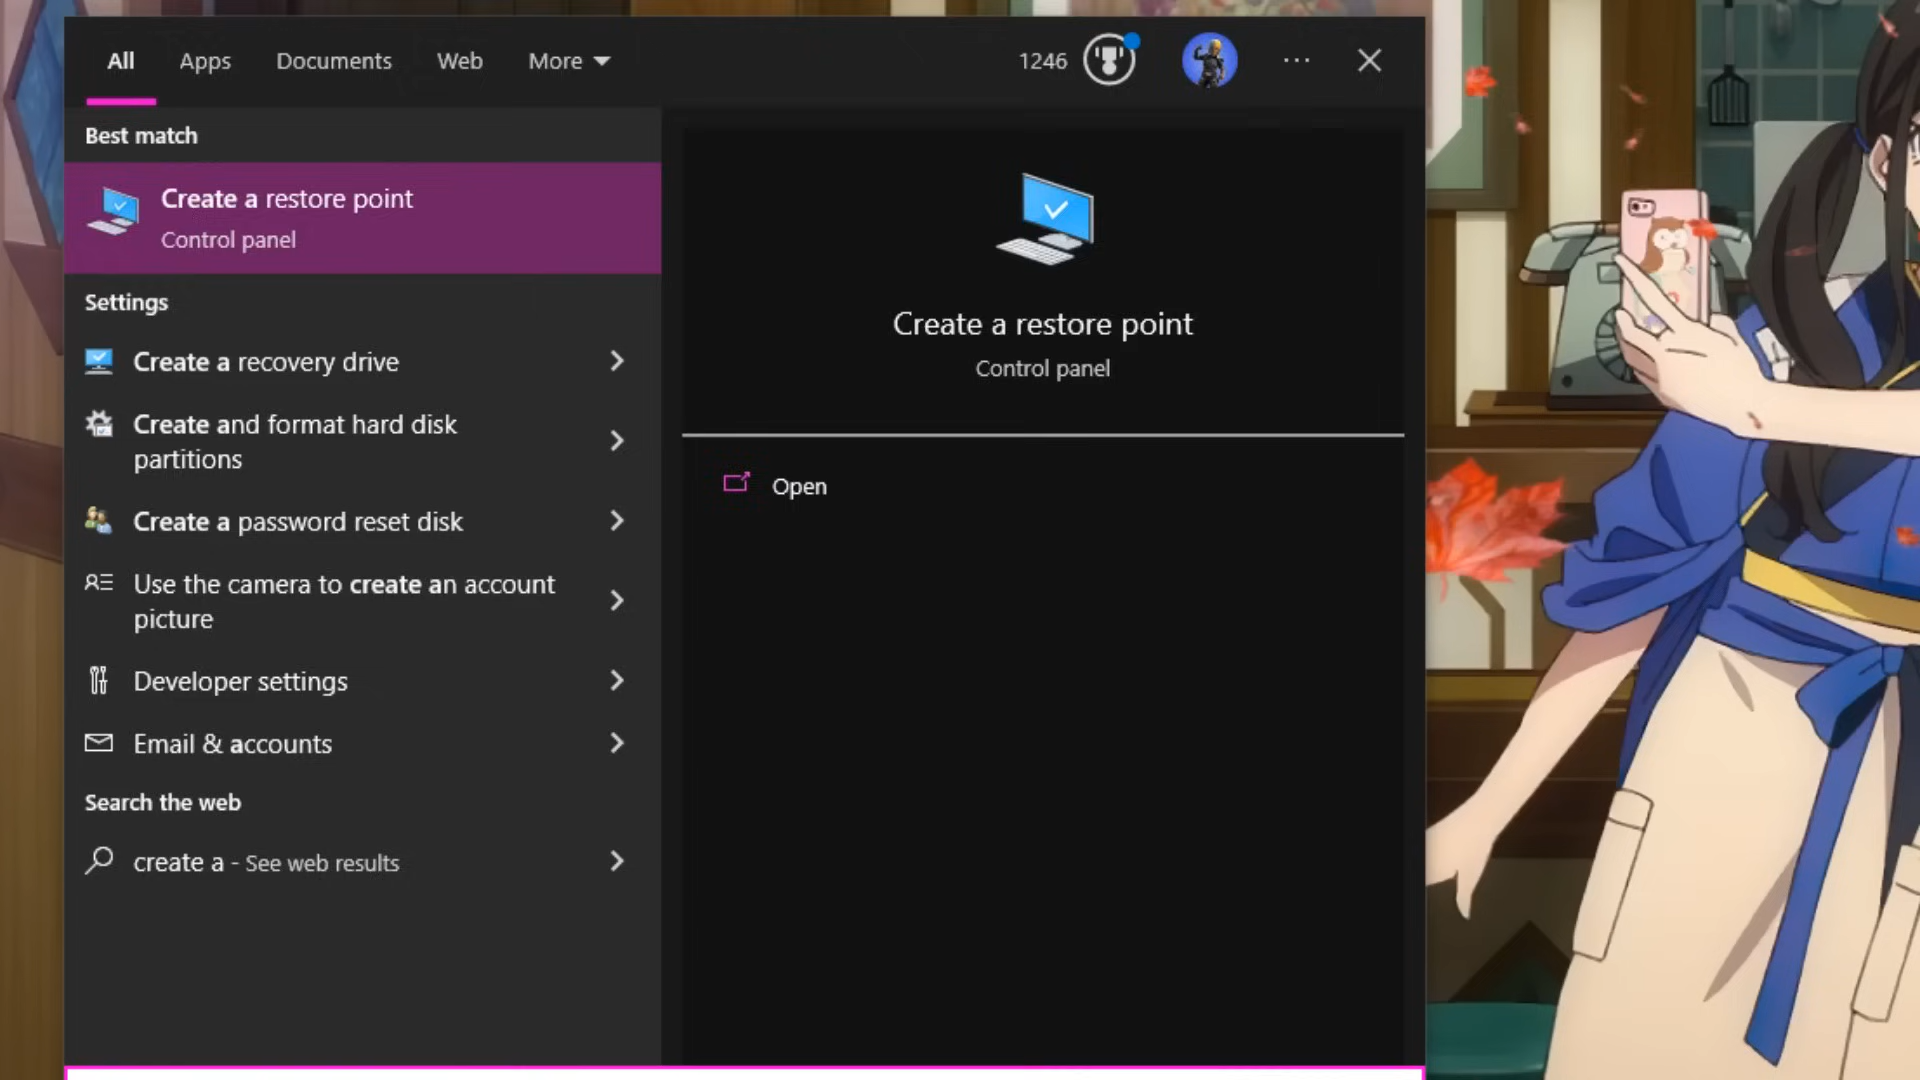 All Apps Documents Web More 1246 ...
Best match
Create a restore point
Control panel
Settings
Create a recovery drive
Create and format hard disk
partitions
Create a password reset disk
Use the camera to create an account
picture
Developer settings
Email & accounts
Search the web
create a - See web results
Create a restore point
Control panel
Open